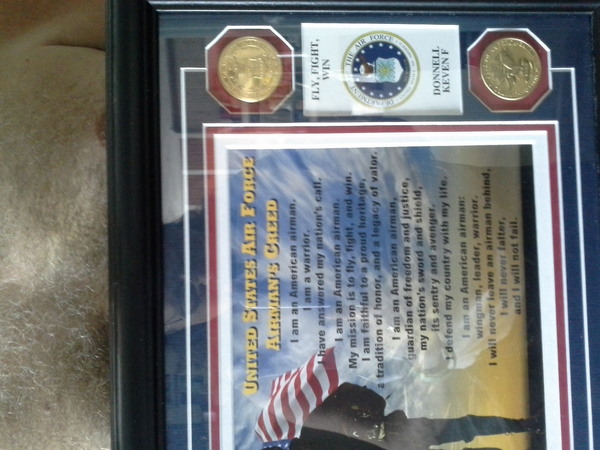 FLY, FIGHT,
WIN
THE AIR FORCE
DEPARTMENT
DONNELL
KEVEN F
UNITED STATES AIR FORCE
AIRMAN'S CREED
I am an American airman.
I am a warrior.
I have answered my nation's call.
I am an American airman.
My mission is to fly, fight, and win.
I am faithful to a proud heritage,
a tradition of honor, and a legacy of valor.
I am an American airman,
guardian of freedom and justice,
my nation's sword and shield,
its sentry and avenger.
I defend my country with my life.
I am an American airman:
wingman, leader, warrior.
I will never leave an airman behind,
I will never falter,
and I will not fail.